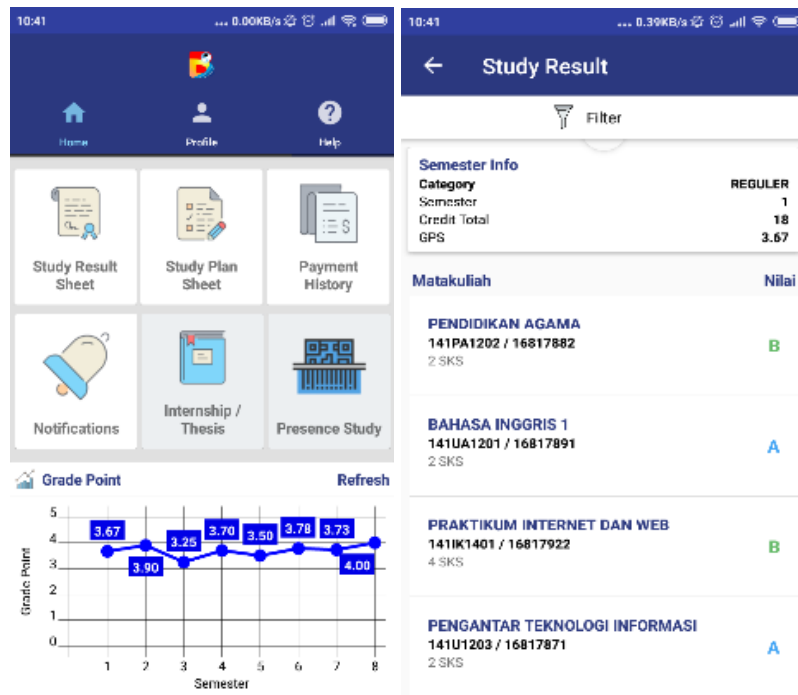 10:41
... 0.00KB/s
Home
Profile
Help
Study Result
Sheet
Study Plan
Sheet
Payment
History
Notifications
Internship /
Thesis
Presence Study
Grade Point
Refresh
5
4
3
2
1
0
Grade Point
3.67
3.90
3.25
3.70
3.50
3.78
3.73
4.00
1 2 3 4 5 6 7 8
Semester
10:41
... 0.39KB/s
Study Result
Filter
Semester Info
Category REGULER
Semester 1
Credit Total 18
GPS 3.67
Matakuliah Nilai
PENDIDIKAN AGAMA
141PA1202 / 16817882
B
2 SKS
BAHASA INGGRIS 1
141UA1201 / 16817891
A
2 SKS
PRAKTIKUM INTERNET DAN WEB
141IK1401 / 16817922
B
4 SKS
PENGANTAR TEKNOLOGI INFORMASI
141U1203 / 16817871
A
2 SKS